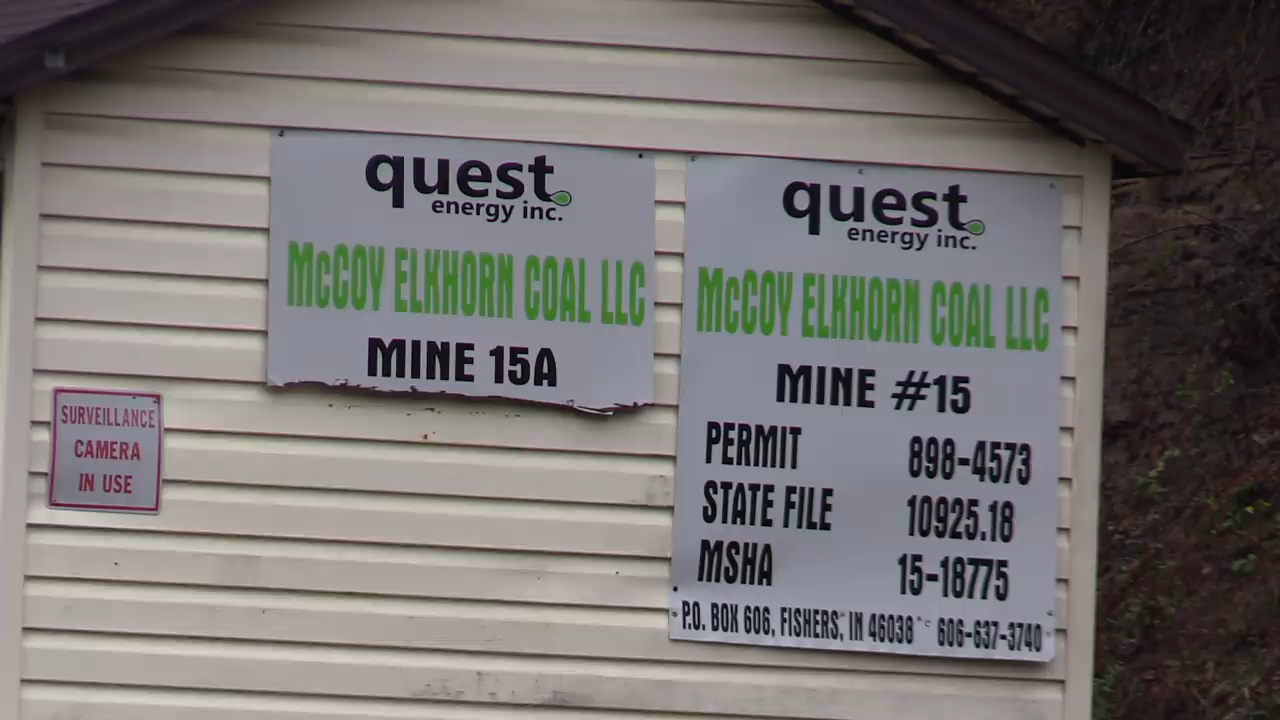 quest
energy inc.
McCOY ELKHORN COAL LLC
MINE 15A
SURVEILLANCE
CAMERA
IN USE
quest
energy inc.
McCOY ELKHORN COAL LLC
MINE #15
PERMIT 898-4573
STATE FILE 10925.18
MSHA 15-18775
P.O. BOX 606, FISHERS, IN 46038 606-637-3740